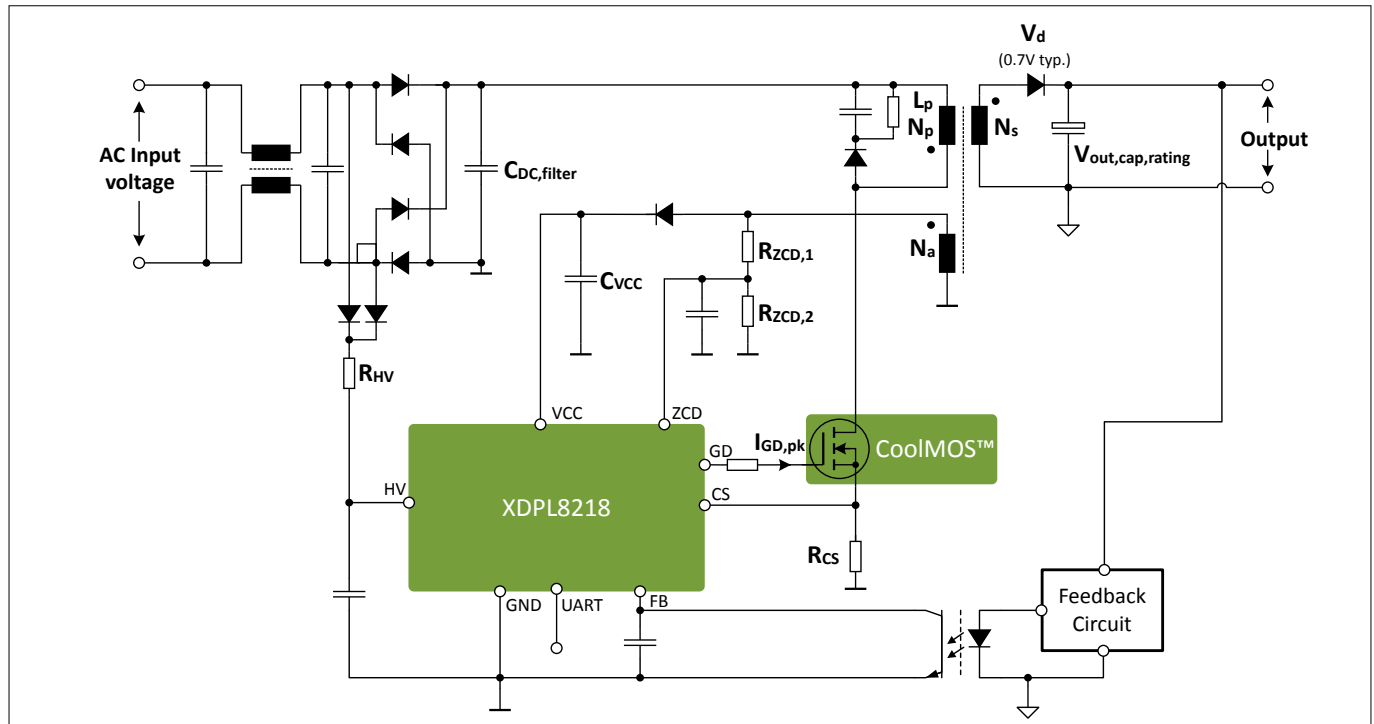 Vd
(0.7V typ.)
Lp
Np
Ns
AC Input
voltage
CDC,filter
Vout,cap,rating
Output
RZCD,1
Na
CVCC
RZCD,2
RHV
VCC
ZCD
IGD,pk
CoolMOS™
GD
HV
CS
XDPL8218
RCS
GND
UART
FB
Feedback
Circuit